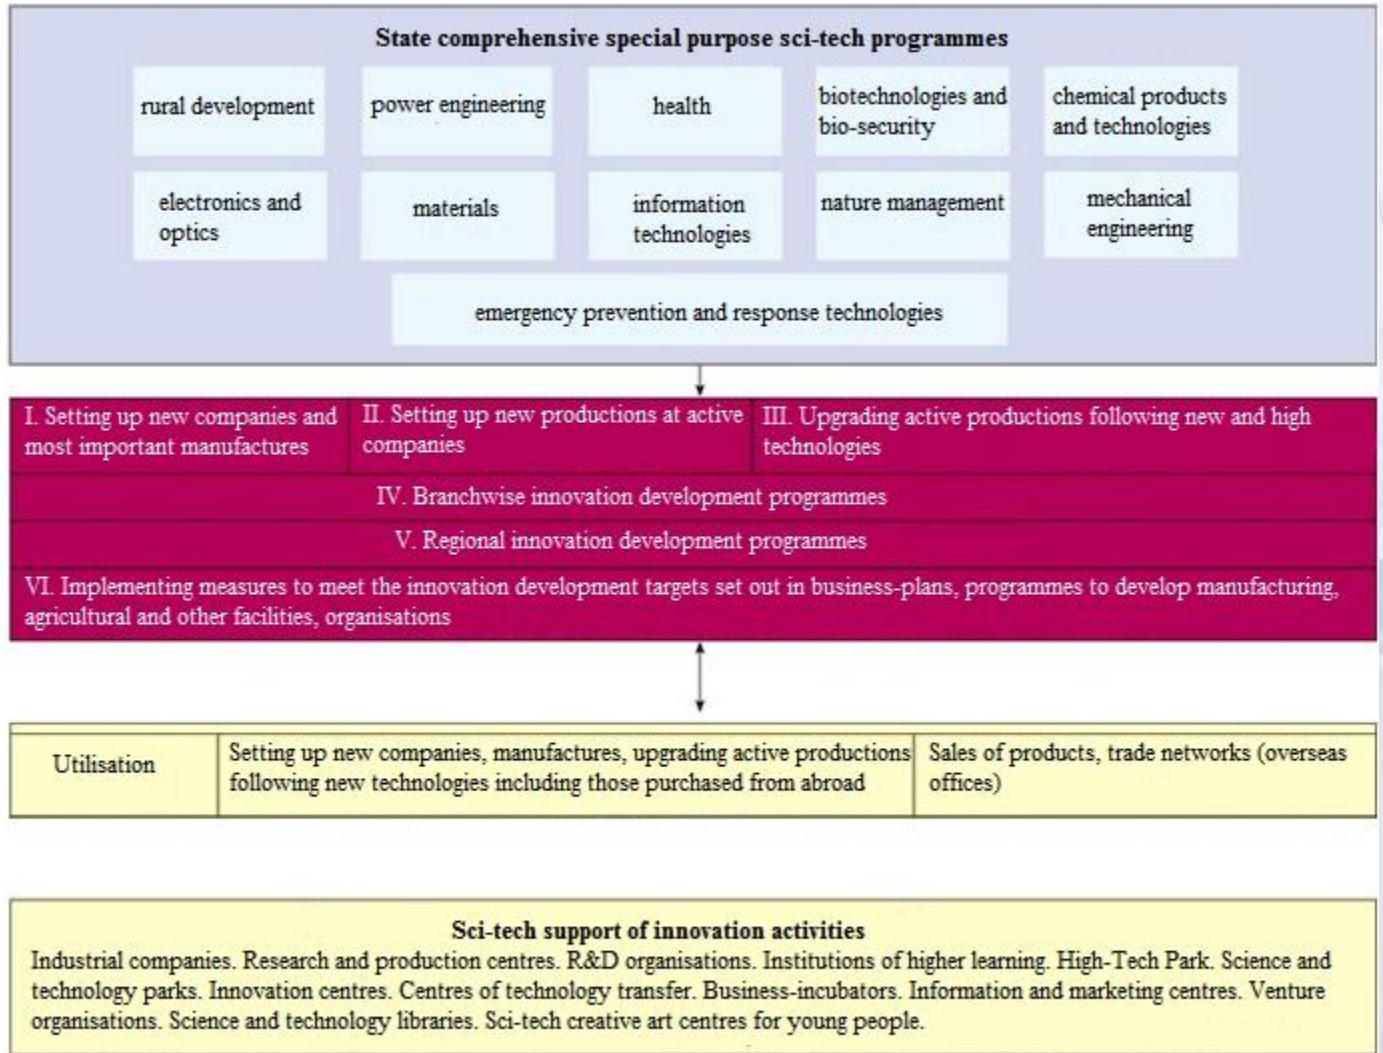 State comprehensive special purpose sci-tech programmes
rural development
power engineering
health
biotechnologies and
bio-security
chemical products
and technologies
electronics and
optics
materials
information
technologies
nature management
mechanical
engineering
emergency prevention and response technologies
I. Setting up new companies and
most important manufactures
II. Setting up new productions at active
companies
III. Upgrading active productions following new and high
technologies
IV. Branchwise innovation development programmes
V. Regional innovation development programmes
VI. Implementing measures to meet the innovation development targets set out in business-plans, programmes to develop manufacturing,
agricultural and other facilities, organisations
Utilisation
Setting up new companies, manufactures, upgrading active productions
following new technologies including those purchased from abroad
Sales of products, trade networks (overseas
offices)
Sci-tech support of innovation activities
Industrial companies. Research and production centres. R&D organisations. Institutions of higher learning. High-Tech Park. Science and
technology parks. Innovation centres. Centres of technology transfer. Business-incubators. Information and marketing centres. Venture
organisations. Science and technology libraries. Sci-tech creative art centres for young people.